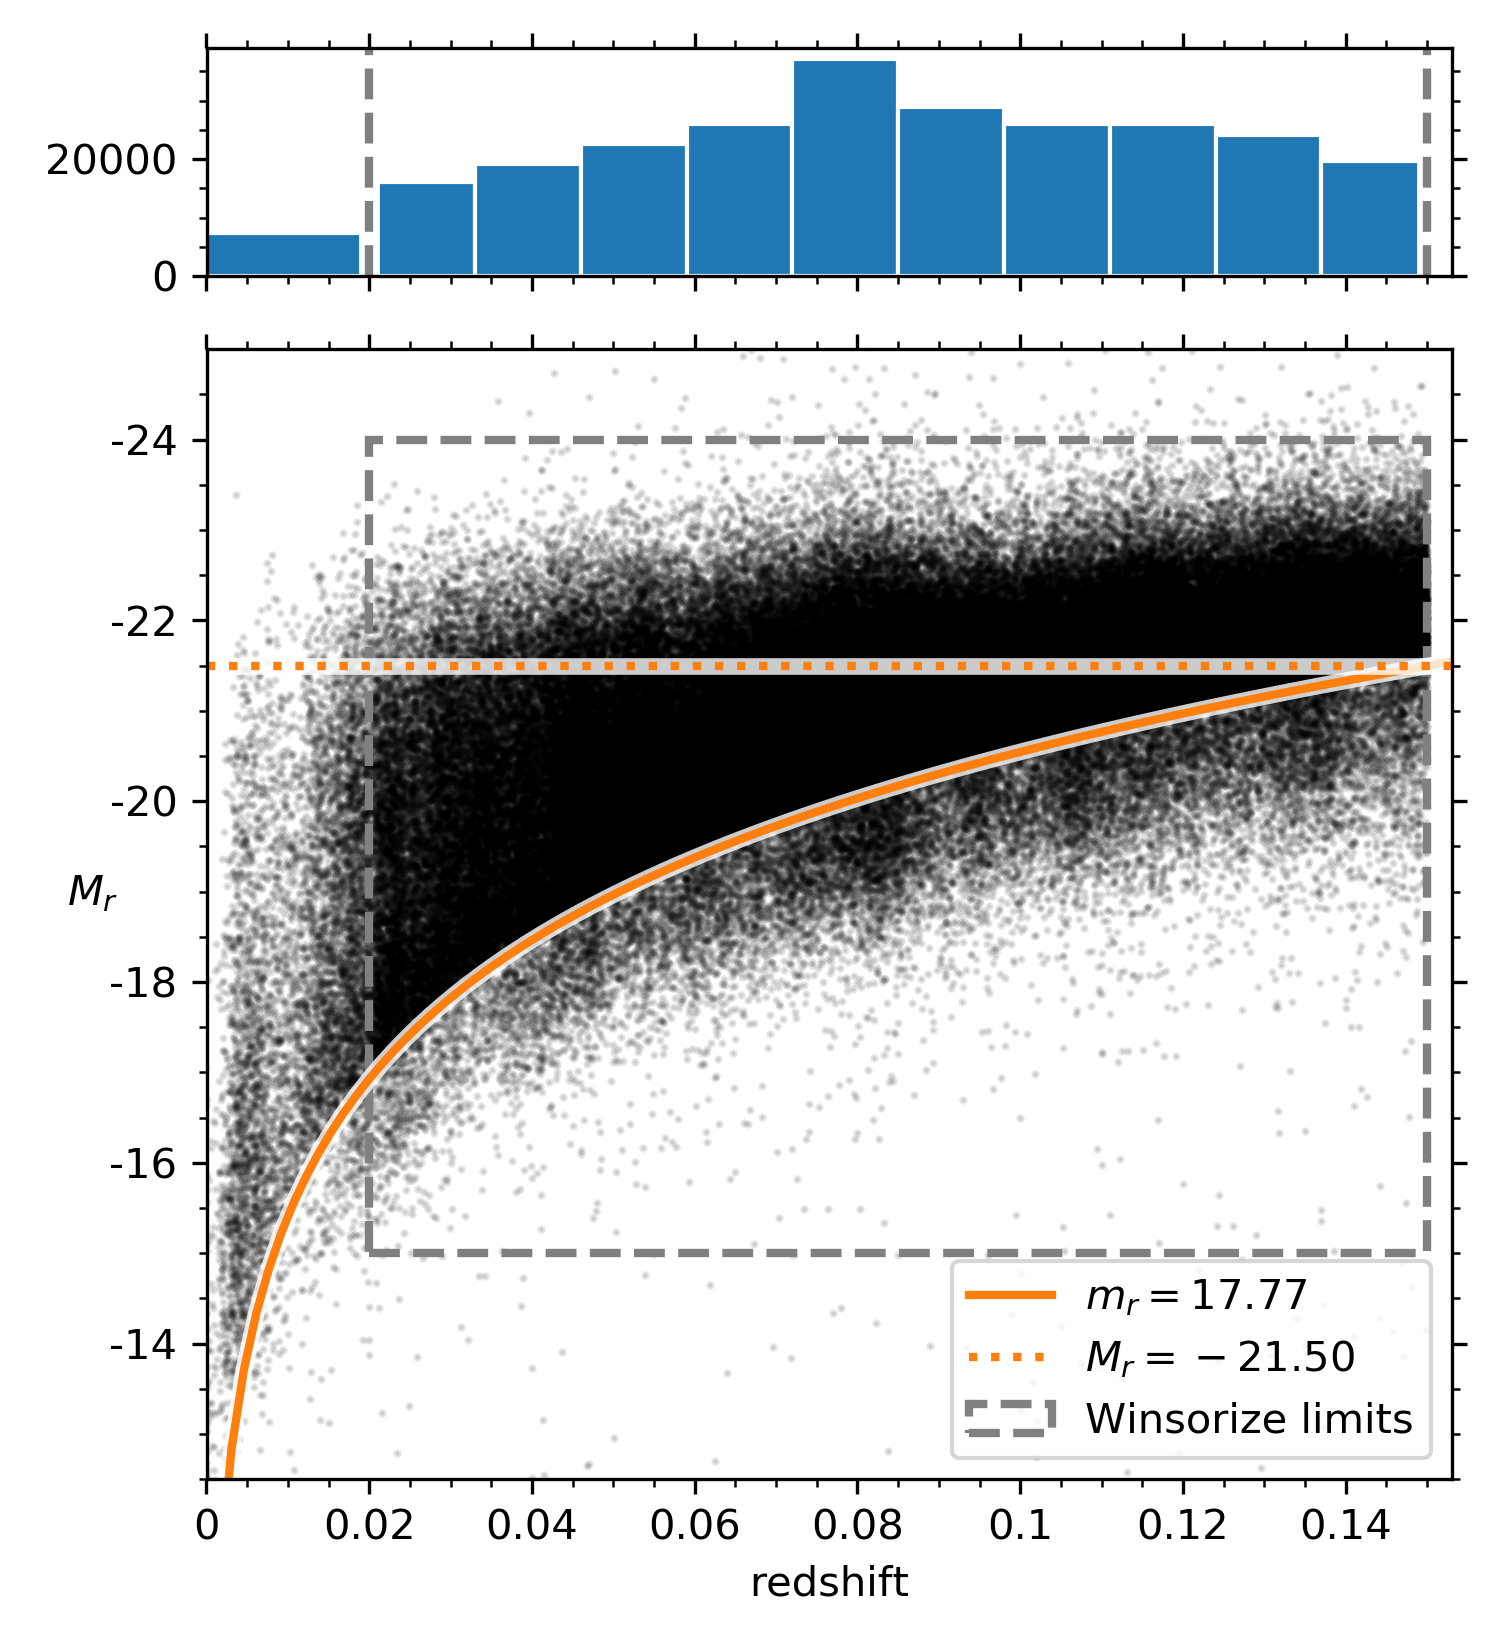 20000
0
-24
-22
-20
-18
-16
-14
M_r
m_r = 17.77
M_r = −21.50
Winsorize limits
0 0.02 0.04 0.06 0.08 0.1 0.12 0.14
redshift